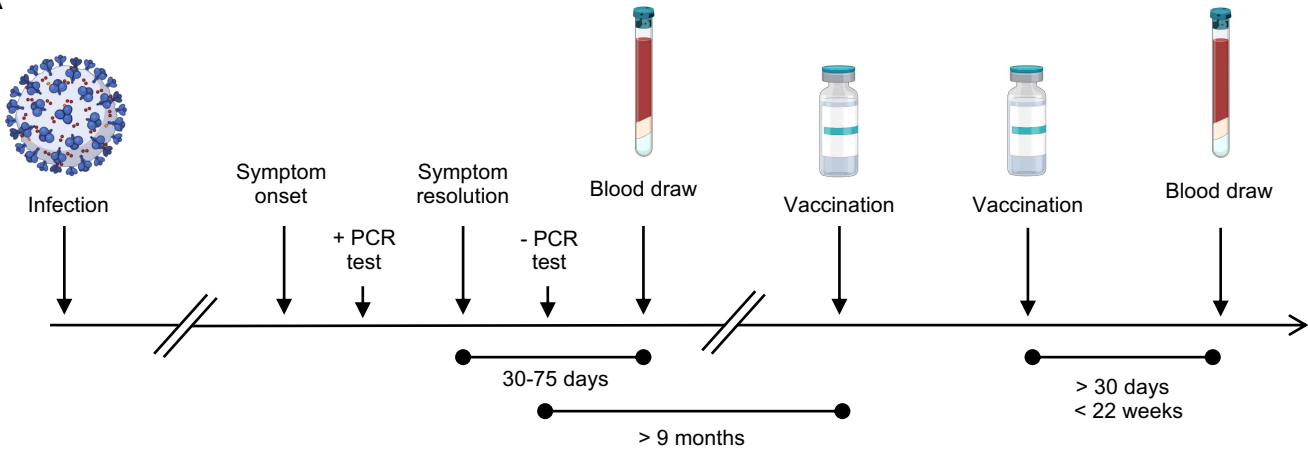 Infection
Symptom
onset
+ PCR
test
Symptom
resolution
- PCR
test
Blood draw
Vaccination
Vaccination
Blood draw
30-75 days
> 9 months
> 30 days
< 22 weeks